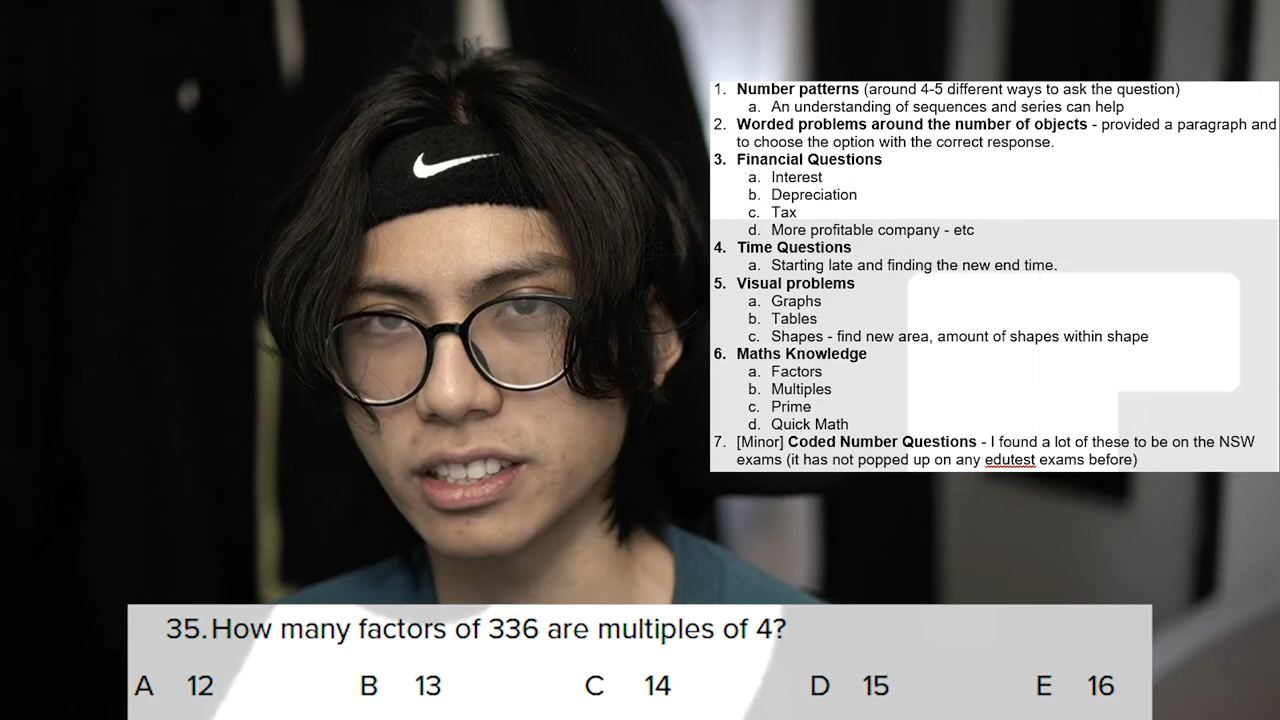 1. Number patterns (around 4-5 different ways to ask the question)
a. An understanding of sequences and series can help
2. Worded problems around the number of objects - provided a paragraph and
to choose the option with the correct response.
3. Financial Questions
a. Interest
b. Depreciation
c. Tax
d. More profitable company - etc
4. Time Questions
a. Starting late and finding the new end time.
5. Visual problems
a. Graphs
b. Tables
c. Shapes - find new area, amount of shapes within shape
6. Maths Knowledge
a. Factors
b. Multiples
c. Prime
d. Quick Math
7. [Minor] Coded Number Questions - I found a lot of these to be on the NSW
exams (it has not popped up on any edutest exams before)
35. How many factors of 336 are multiples of 4?
A 12 B 13 C 14 D 15 E 16